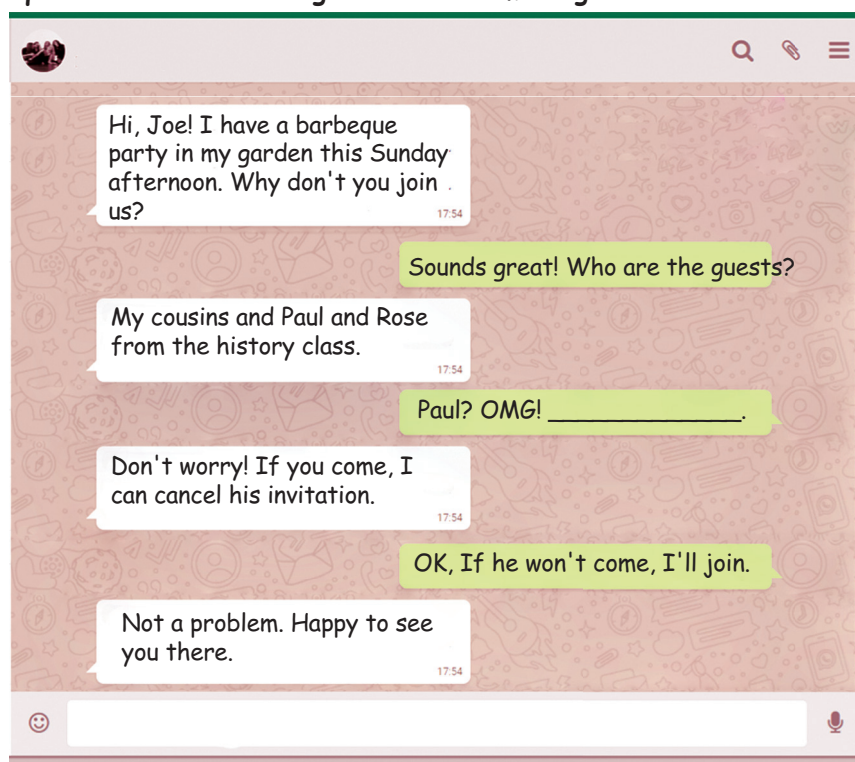 Hi, Joe! I have a barbeque
party in my garden this Sunday
afternoon. Why don't you join
us?
17:54
Sounds great! Who are the guests?
My cousins and Paul and Rose
from the history class.
17:54
Paul? OMG! ______________.
Don't worry! If you come, I
can cancel his invitation.
17:54
OK, If he won't come, I'll join.
Not a problem. Happy to see
you there.
17:54